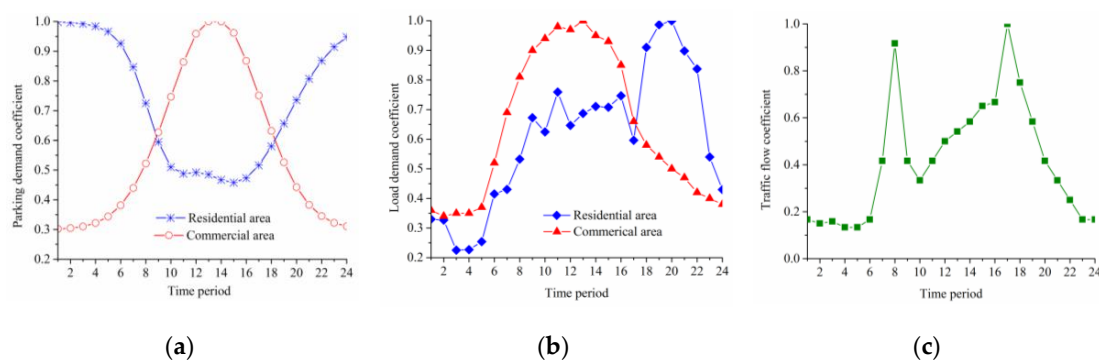 1.0
0.9
0.8
0.7
0.6
0.5
0.4
0.3
0.2
Parking demand coefficient
Residential area
Commercial area
2 4 6 8 10 12 14 16 18 20 22 24
Time period
(a)
1.0
0.9
0.8
0.7
0.6
0.5
0.4
0.3
0.2
Load demand coefficient
Residential area
Commerical area
2 4 6 8 10 12 14 16 18 20 22 24
Time period
(b)
1.0
0.8
0.6
0.4
0.2
0.0
Traffic flow coefficient
2 4 6 8 10 12 14 16 18 20 22 24
Time period
(c)